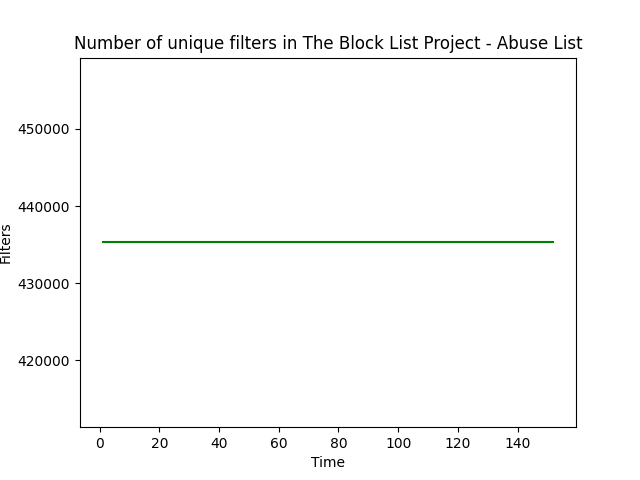 Number of unique filters in The Block List Project - Abuse List
450000
440000
430000
420000
Filters
0 20 40 60 80 100 120 140
Time